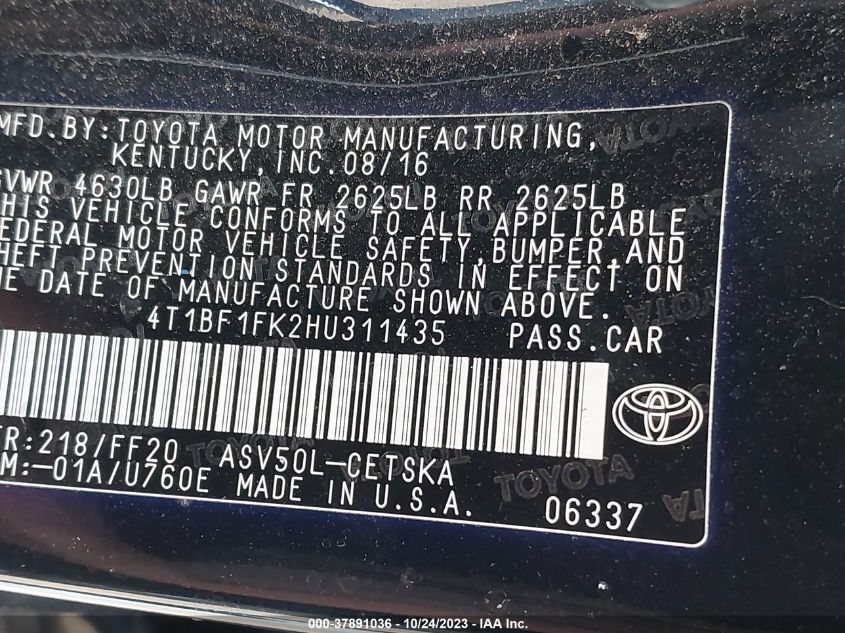 MFD. BY: TOYOTA MOTOR MANUFACTURING,
KENTUCKY, INC. 08/16
GVWR 4630LB GAWR FR 2625LB RR 2625LB
THIS VEHICLE CONFORMS TO ALL APPLICABLE
FEDERAL MOTOR VEHICLE SAFETY, BUMPER, AND
THEFT PREVENTION STANDARDS IN EFFECT ON
THE DATE OF MANUFACTURE SHOWN ABOVE.
4T1BF1FK2HU311435 PASS. CAR
TR:218/FF20 ASV50L-CETSKA
TM:-01A/U760E MADE IN U.S.A. 06337
TOYOTA
000-37891036 / 10/24/2023 / IAA Inc.